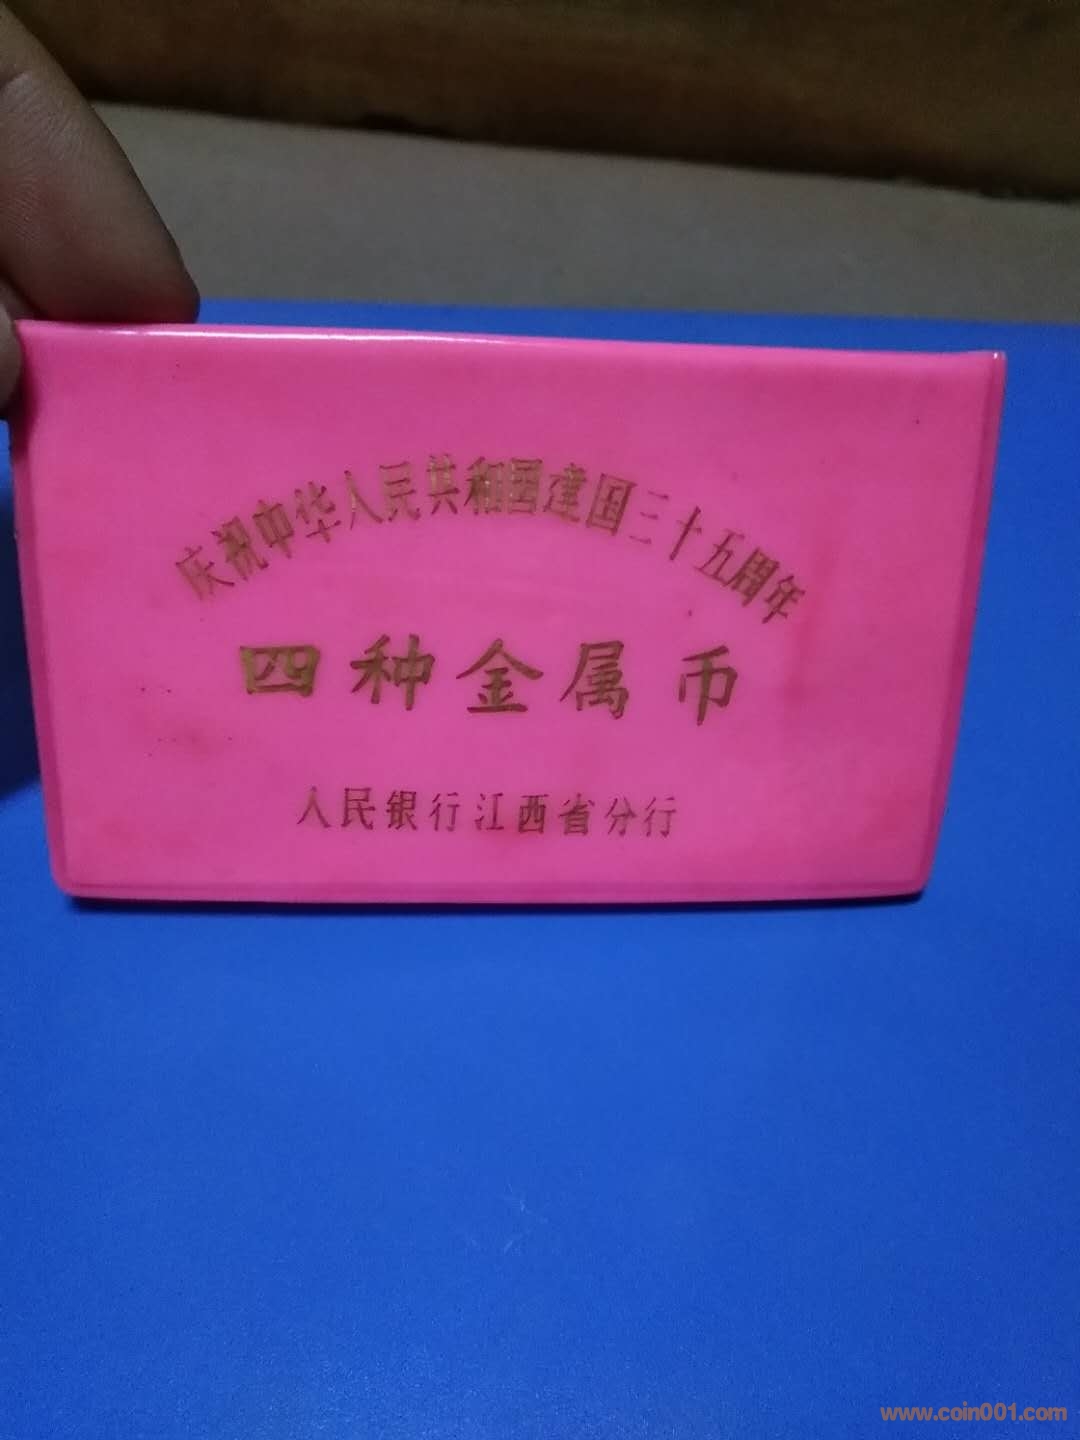 庆祝中华人民共和国建国三十五周年
四种金属币
人民银行江西省分行
www.coin001.com